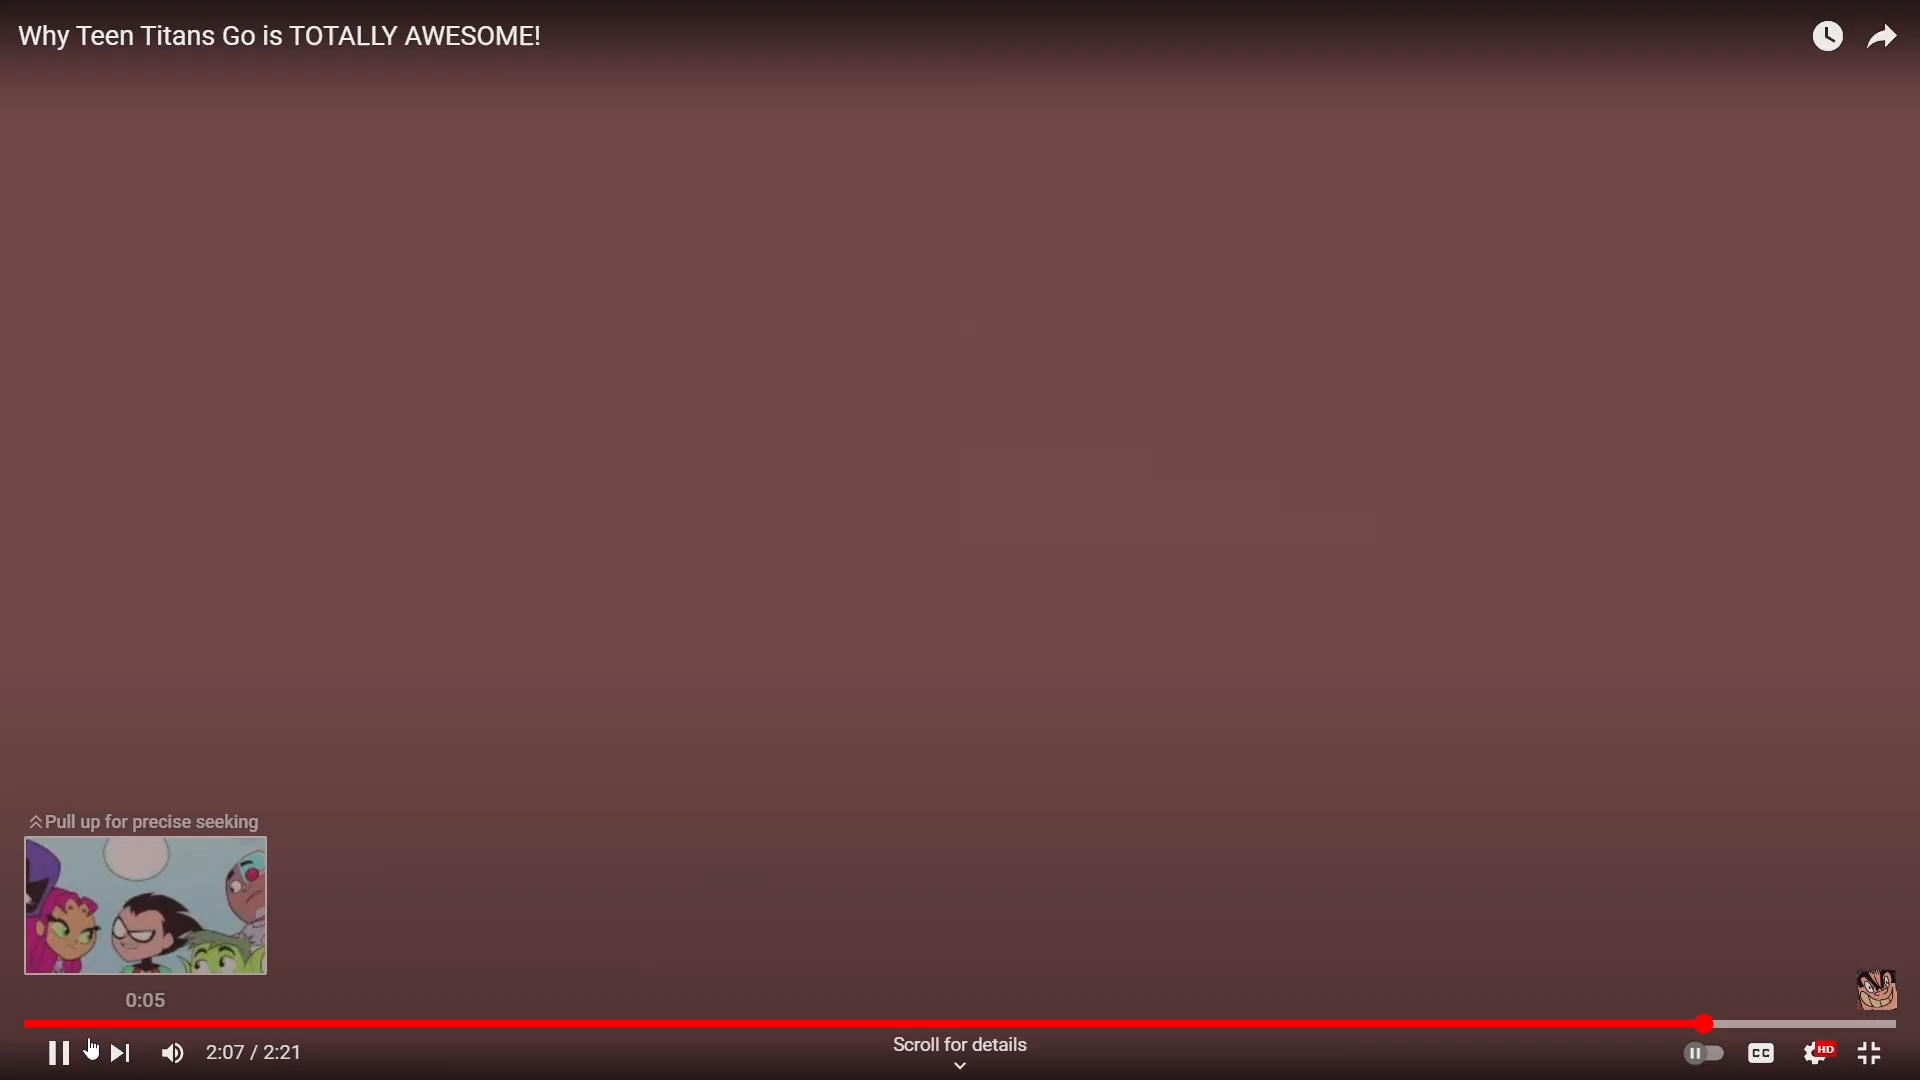 Why Teen Titans Go is TOTALLY AWESOME!
Pull up for precise seeking
0:05
2:07 / 2:21
Scroll for details
CC
HD